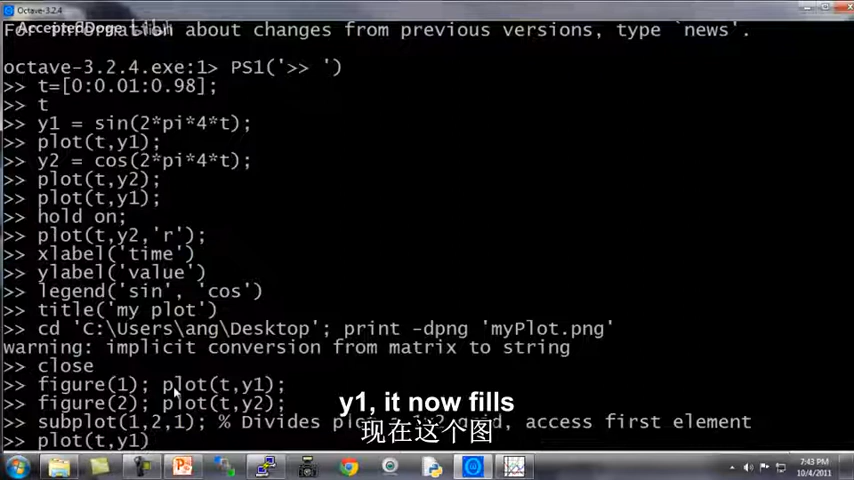 Octave-3.2.4
AcceptedDoge
For information about changes from previous versions, type `news'.
octave-3.2.4.exe:1> PS1('>> ')
>> t=[0:0.01:0.98];
>> t
>> y1 = sin(2*pi*4*t);
>> plot(t,y1);
>> y2 = cos(2*pi*4*t);
>> plot(t,y2);
>> plot(t,y1);
>> hold on;
>> plot(t,y2,'r');
>> xlabel('time')
>> ylabel('value')
>> legend('sin', 'cos')
>> title('my plot')
>> cd 'C:\Users\ang\Desktop'; print -dpng 'myPlot.png'
warning: implicit conversion from matrix to string
>> close
>> figure(1); plot(t,y1);
>> figure(2); plot(t,y2);
>> subplot(1,2,1); % Divides plot a 1x2 grid, access first element
>> plot(t,y1)
y1, it now fills
现在这个图
7:43 PM
10/4/2011